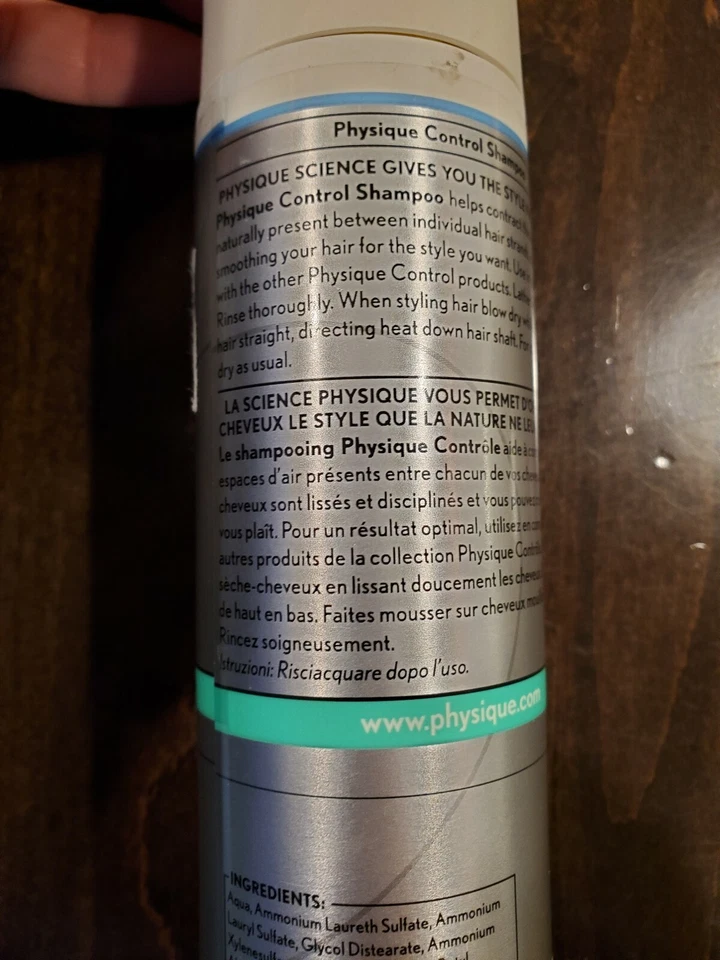 Physique Control Shampoo
PHYSIQUE SCIENCE GIVES YOU THE STYLE
Physique Control Shampoo helps contract
naturally present between individual hair strands
smoothing your hair for the style you want. Use
with the other Physique Control products. Lather
Rinse thoroughly. When styling hair blow dry
hair straight, directing heat down hair shaft. For
dry as usual.
LA SCIENCE PHYSIQUE VOUS PERMET
CHEVEUX LE STYLE QUE LA NATURE NE
Le shampooing Physique Contrôle aide à
espaces d'air présents entre chacun de vos
cheveux sont lissés et disciplinés et vous
vous plaît. Pour un résultat optimal, utilisez en
autres produits de la collection Physique
sèche-cheveux en lissant doucement les
de haut en bas. Faites mousser sur cheveux
Rincez soigneusement.
Istruzioni: Risciacquare dopo l'uso.
www.physique.com
INGREDIENTS:
Aqua, Ammonium Laureth Sulfate, Ammonium
Lauryl Sulfate, Glycol Distearate, Ammonium